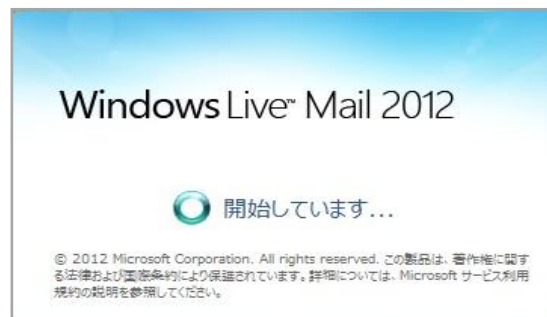 Windows Live™ Mail 2012
開始しています...
© 2012 Microsoft Corporation. All rights reserved. この製品は、著作権に関す
る法律および国際条約により保護されています。詳細については、Microsoft サービス利用
規約の説明を参照してください。